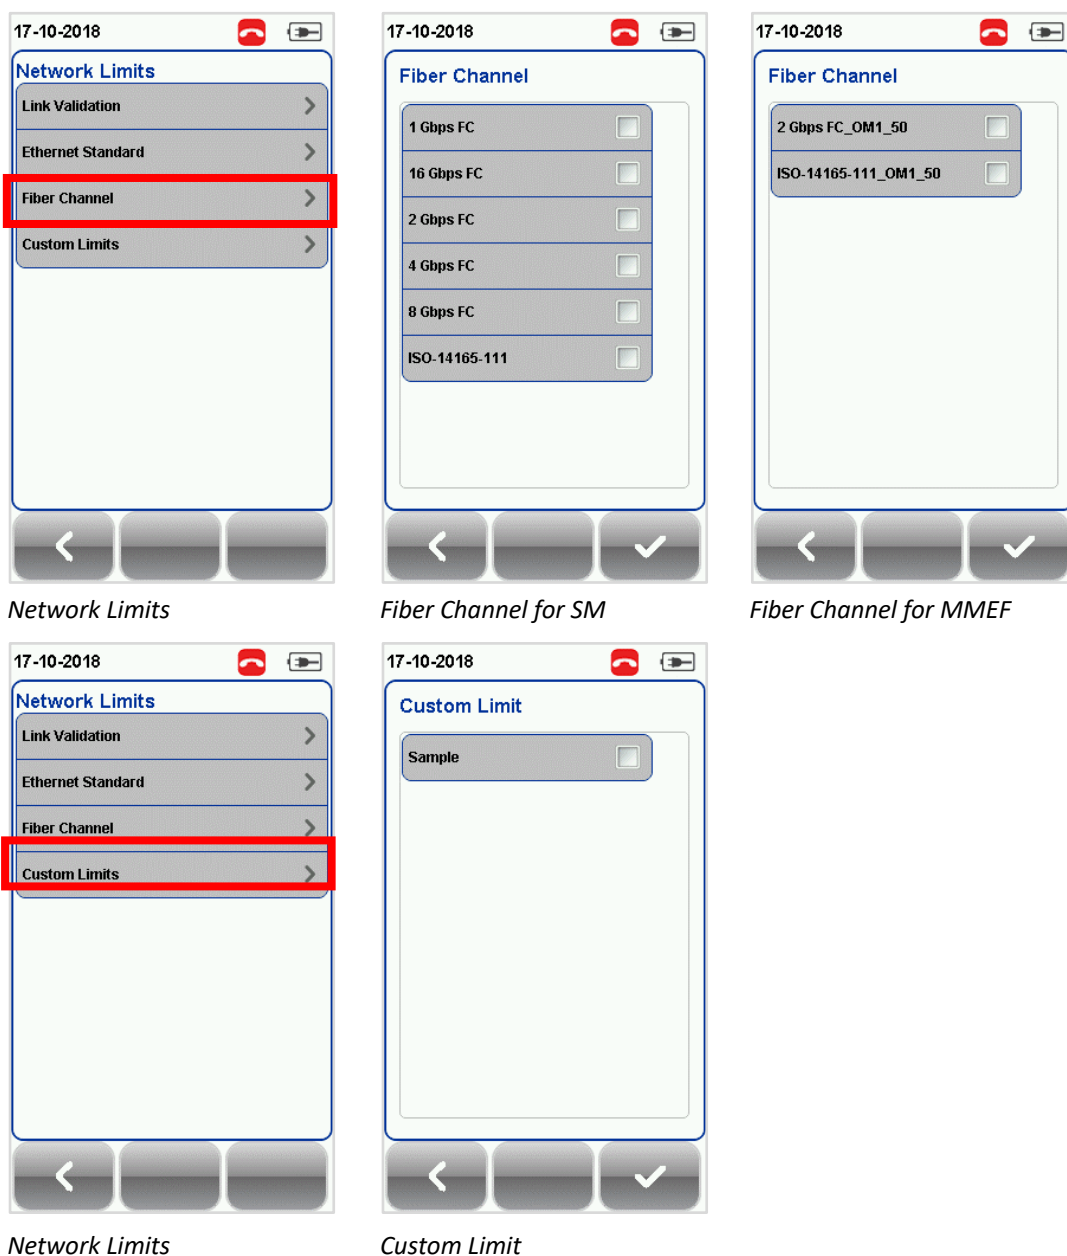 17-10-2018
Network Limits
Link Validation
Ethernet Standard
Fiber Channel
Custom Limits
Network Limits
17-10-2018
Fiber Channel
1 Gbps FC
16 Gbps FC
2 Gbps FC
4 Gbps FC
8 Gbps FC
ISO-14165-111
Fiber Channel for SM
17-10-2018
Fiber Channel
2 Gbps FC_OM1_50
ISO-14165-111_OM1_50
Fiber Channel for MMEF
17-10-2018
Network Limits
Link Validation
Ethernet Standard
Fiber Channel
Custom Limits
Network Limits
17-10-2018
Custom Limit
Sample
Custom Limit